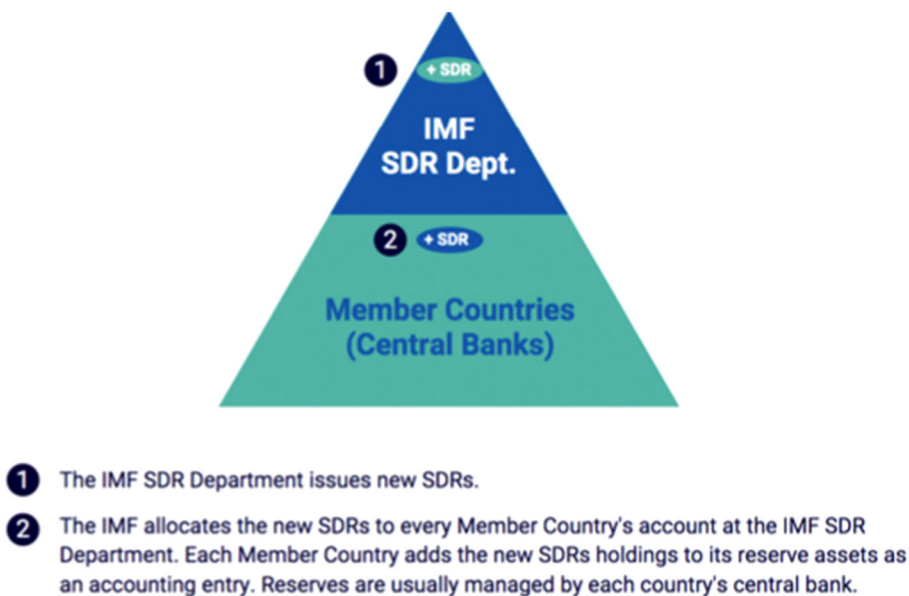 1 + SDR
IMF
SDR Dept.
2 + SDR
Member Countries
(Central Banks)
1 The IMF SDR Department issues new SDRs.
2 The IMF allocates the new SDRs to every Member Country's account at the IMF SDR
Department. Each Member Country adds the new SDRs holdings to its reserve assets as
an accounting entry. Reserves are usually managed by each country's central bank.